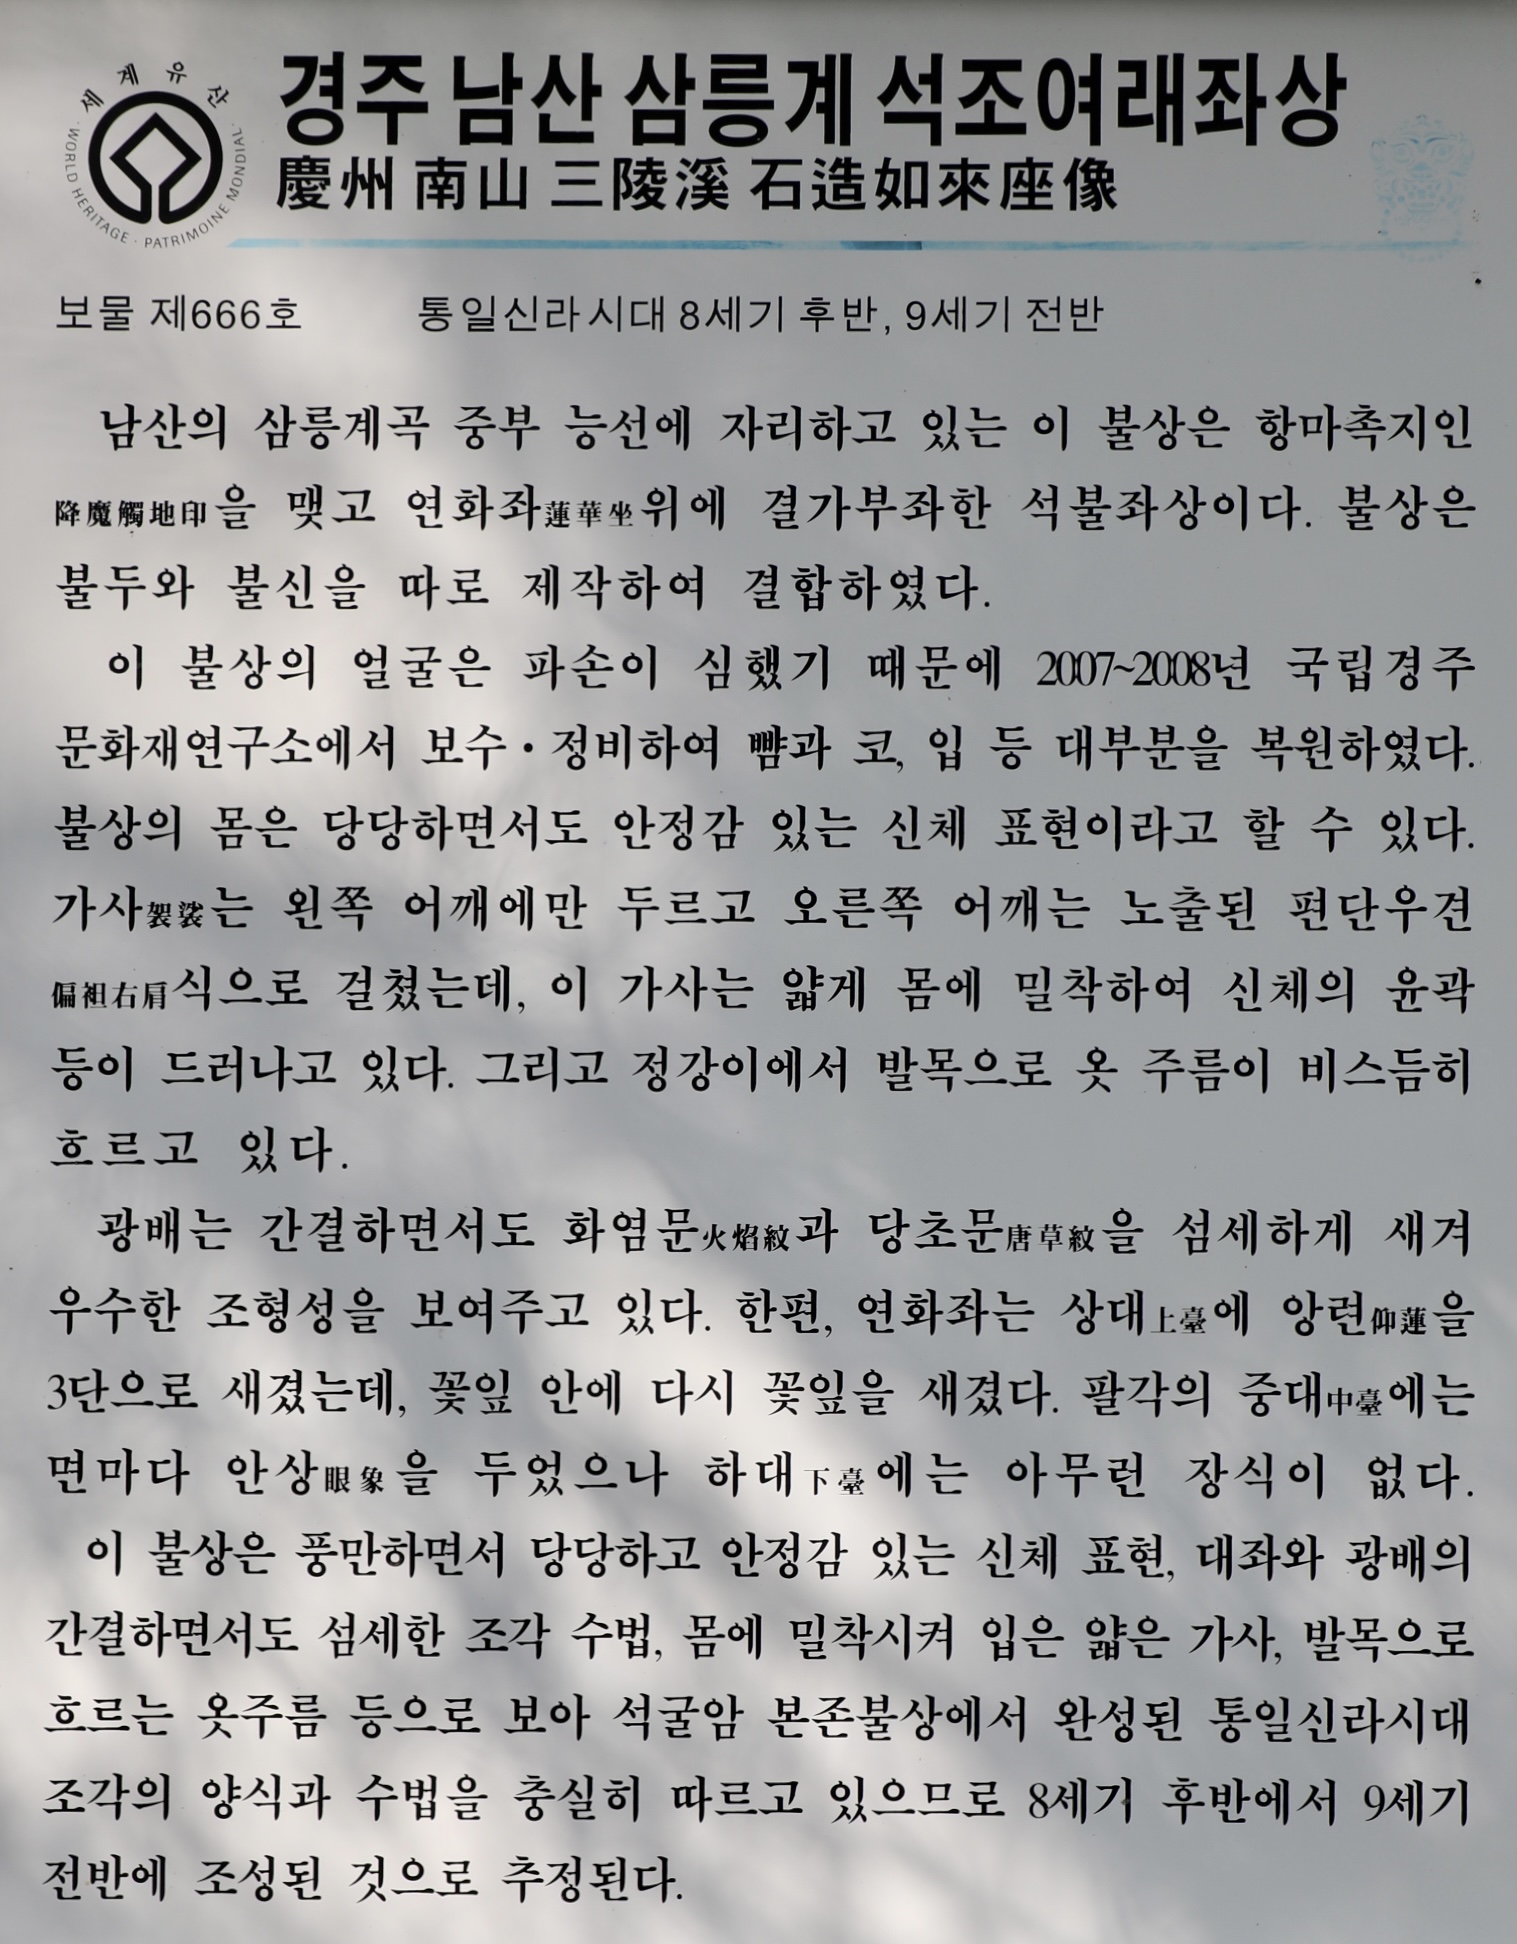 세계유산
WORLD HERITAGE · PATRIMOINE MONDIAL
경주 남산 삼릉계 석조여래좌상
慶州 南山 三陵溪 石造如來座像
보물 제666호 통일신라시대 8세기 후반, 9세기 전반
남산의 삼릉계곡 중부 능선에 자리하고 있는 이 불상은 항마촉지인
降魔觸地印을 맺고 연화좌蓮華坐위에 결가부좌한 석불좌상이다. 불상은
불두와 불신을 따로 제작하여 결합하였다.
이 불상의 얼굴은 파손이 심했기 때문에 2007~2008년 국립경주
문화재연구소에서 보수·정비하여 뺨과 코, 입 등 대부분을 복원하였다.
불상의 몸은 당당하면서도 안정감 있는 신체 표현이라고 할 수 있다.
가사袈裟는 왼쪽 어깨에만 두르고 오른쪽 어깨는 노출된 편단우견
偏袒右肩식으로 걸쳤는데, 이 가사는 얇게 몸에 밀착하여 신체의 윤곽
등이 드러나고 있다. 그리고 정강이에서 발목으로 옷 주름이 비스듬히
흐르고 있다.
광배는 간결하면서도 화염문火焰紋과 당초문唐草紋을 섬세하게 새겨
우수한 조형성을 보여주고 있다. 한편, 연화좌는 상대上臺에 앙련仰蓮을
3단으로 새겼는데, 꽃잎 안에 다시 꽃잎을 새겼다. 팔각의 중대中臺에는
면마다 안상眼象을 두었으나 하대下臺에는 아무런 장식이 없다.
이 불상은 풍만하면서 당당하고 안정감 있는 신체 표현, 대좌와 광배의
간결하면서도 섬세한 조각 수법, 몸에 밀착시켜 입은 얇은 가사, 발목으로
흐르는 옷주름 등으로 보아 석굴암 본존불상에서 완성된 통일신라시대
조각의 양식과 수법을 충실히 따르고 있으므로 8세기 후반에서 9세기
전반에 조성된 것으로 추정된다.